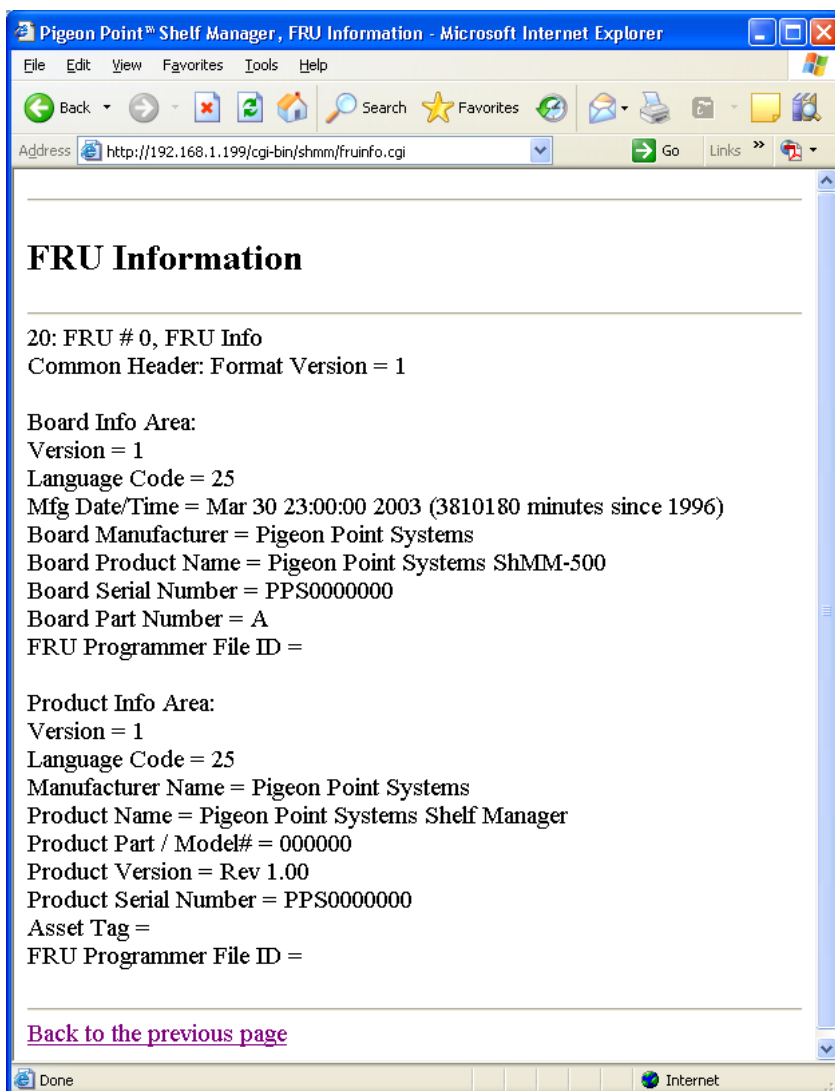 Pigeon Point™ Shelf Manager, FRU Information - Microsoft Internet Explorer
File Edit View Favorites Tools Help
Back Search Favorites
Address http://192.168.1.199/cgi-bin/shmm/fruinfo.cgi Go Links »
FRU Information
20: FRU # 0, FRU Info
Common Header: Format Version = 1
Board Info Area:
Version = 1
Language Code = 25
Mfg Date/Time = Mar 30 23:00:00 2003 (3810180 minutes since 1996)
Board Manufacturer = Pigeon Point Systems
Board Product Name = Pigeon Point Systems ShMM-500
Board Serial Number = PPS0000000
Board Part Number = A
FRU Programmer File ID =
Product Info Area:
Version = 1
Language Code = 25
Manufacturer Name = Pigeon Point Systems
Product Name = Pigeon Point Systems Shelf Manager
Product Part / Model# = 000000
Product Version = Rev 1.00
Product Serial Number = PPS0000000
Asset Tag =
FRU Programmer File ID =
Back to the previous page
Done Internet